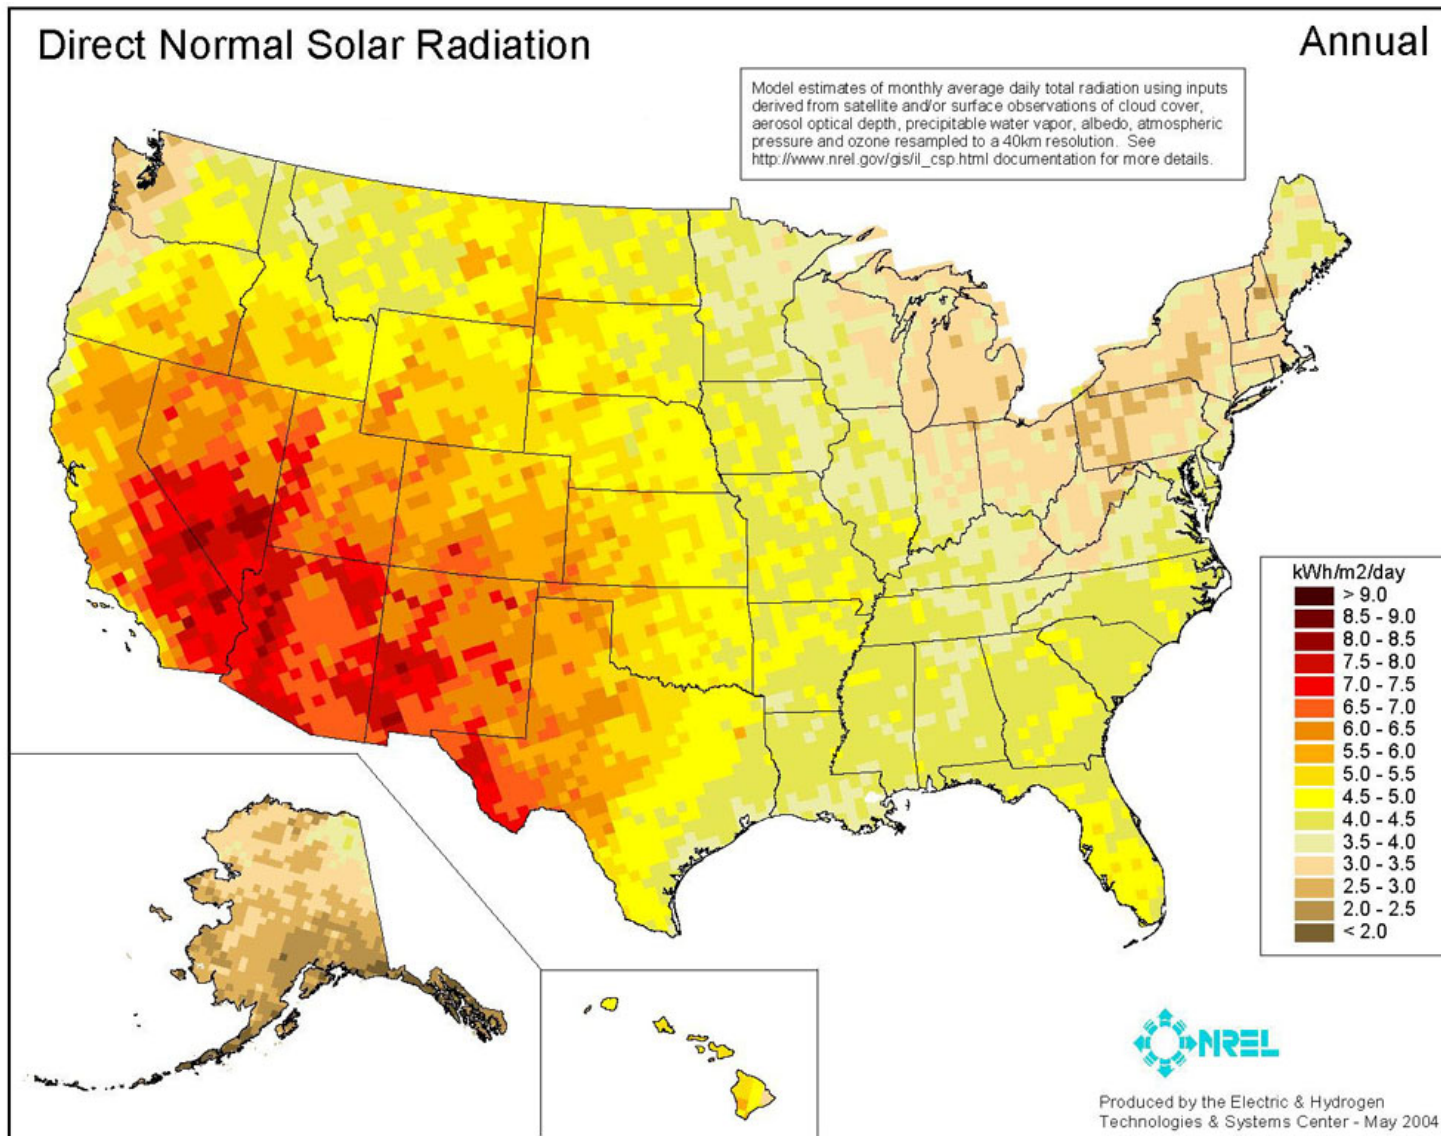 Direct Normal Solar Radiation
Annual
Model estimates of monthly average daily total radiation using inputs
derived from satellite and/or surface observations of cloud cover,
aerosol optical depth, precipitable water vapor, albedo, atmospheric
pressure and ozone resampled to a 40km resolution. See
http://www.nrel.gov/gis/il_csp.html documentation for more details.
kWh/m2/day
> 9.0
8.5 - 9.0
8.0 - 8.5
7.5 - 8.0
7.0 - 7.5
6.5 - 7.0
6.0 - 6.5
5.5 - 6.0
5.0 - 5.5
4.5 - 5.0
4.0 - 4.5
3.5 - 4.0
3.0 - 3.5
2.5 - 3.0
2.0 - 2.5
< 2.0
NREL
Produced by the Electric & Hydrogen
Technologies & Systems Center - May 2004